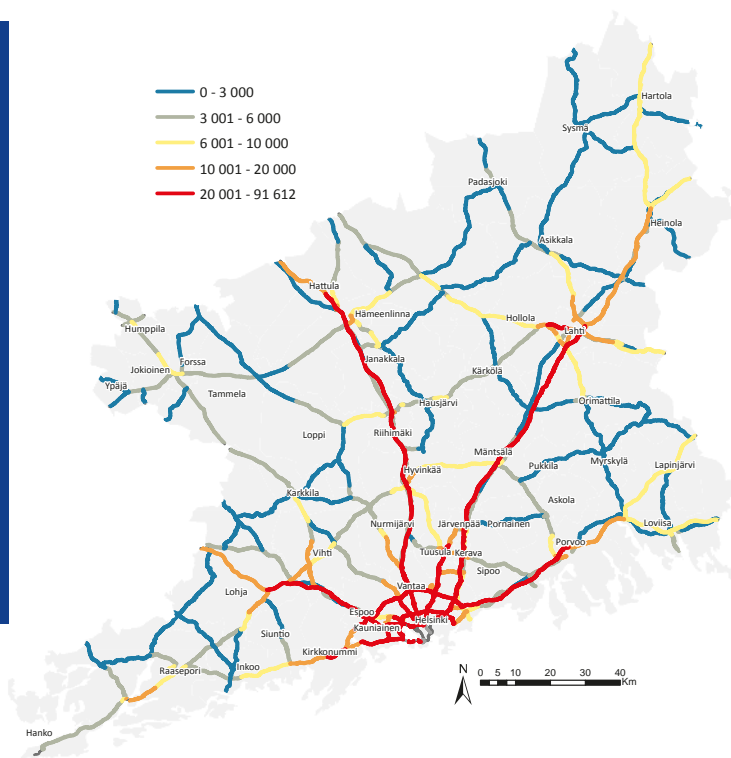 0 - 3 000
3 001 - 6 000
6 001 - 10 000
10 001 - 20 000
20 001 - 91 612
Hartola
Sysmä
Padasjoki
Heinola
Asikkala
Hattula
Hämeenlinna
Hollola
Lahti
Humppila
Jokioinen
Forssa
Ypäjä
Tammela
Janakkala
Kärkölä
Hausjärvi
Orimattila
Loppi
Riihimäki
Mäntsälä
Pukkila
Myrskylä
Lapinjärvi
Hyvinkää
Karkkila
Askola
Nurmijärvi
Järvenpää
Pornainen
Loviisa
Porvoo
Vihti
Tuusula
Kerava
Sipoo
Vantaa
Lohja
Espoo
Helsinki
Kauniainen
Siuntio
Kirkkonummi
Raasepori
Inkoo
Hanko
N
0 5 10 20 30 40
Km